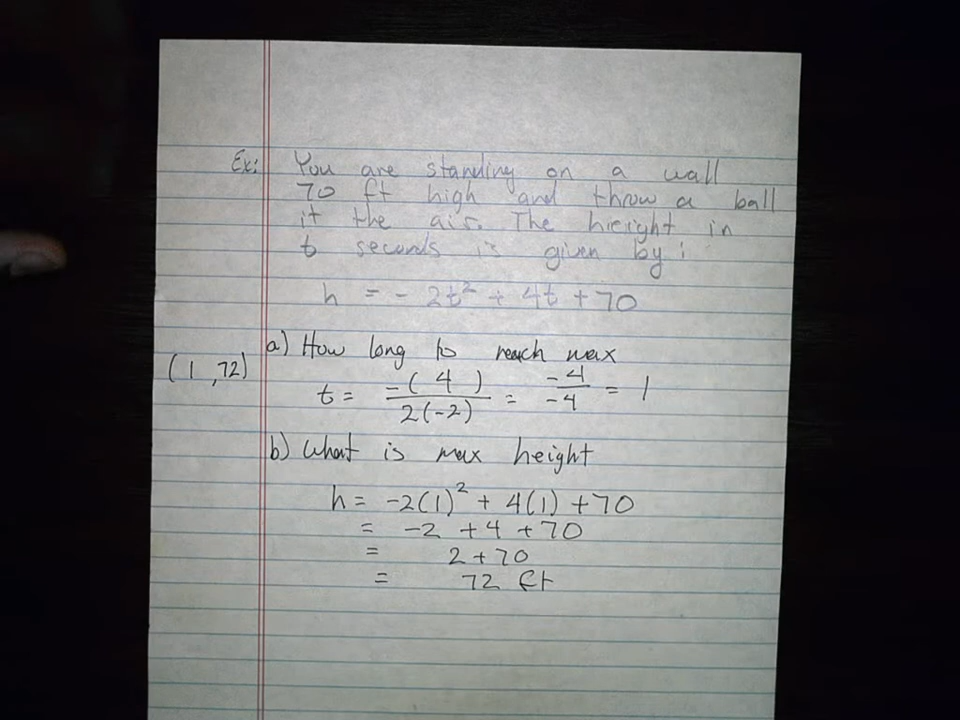 Ex: You are standing on a wall
70 ft high and throw a ball
it the air. The hieight in
t seconds is given by:
h = - 2t² + 4t + 70
a) How long to reach max
(1, 72)
t = -(4) / 2(-2) = -4 / -4 = 1
b) What is max height
h = -2(1)² + 4(1) + 70
= -2 + 4 + 70
= 2 + 70
= 72 ft